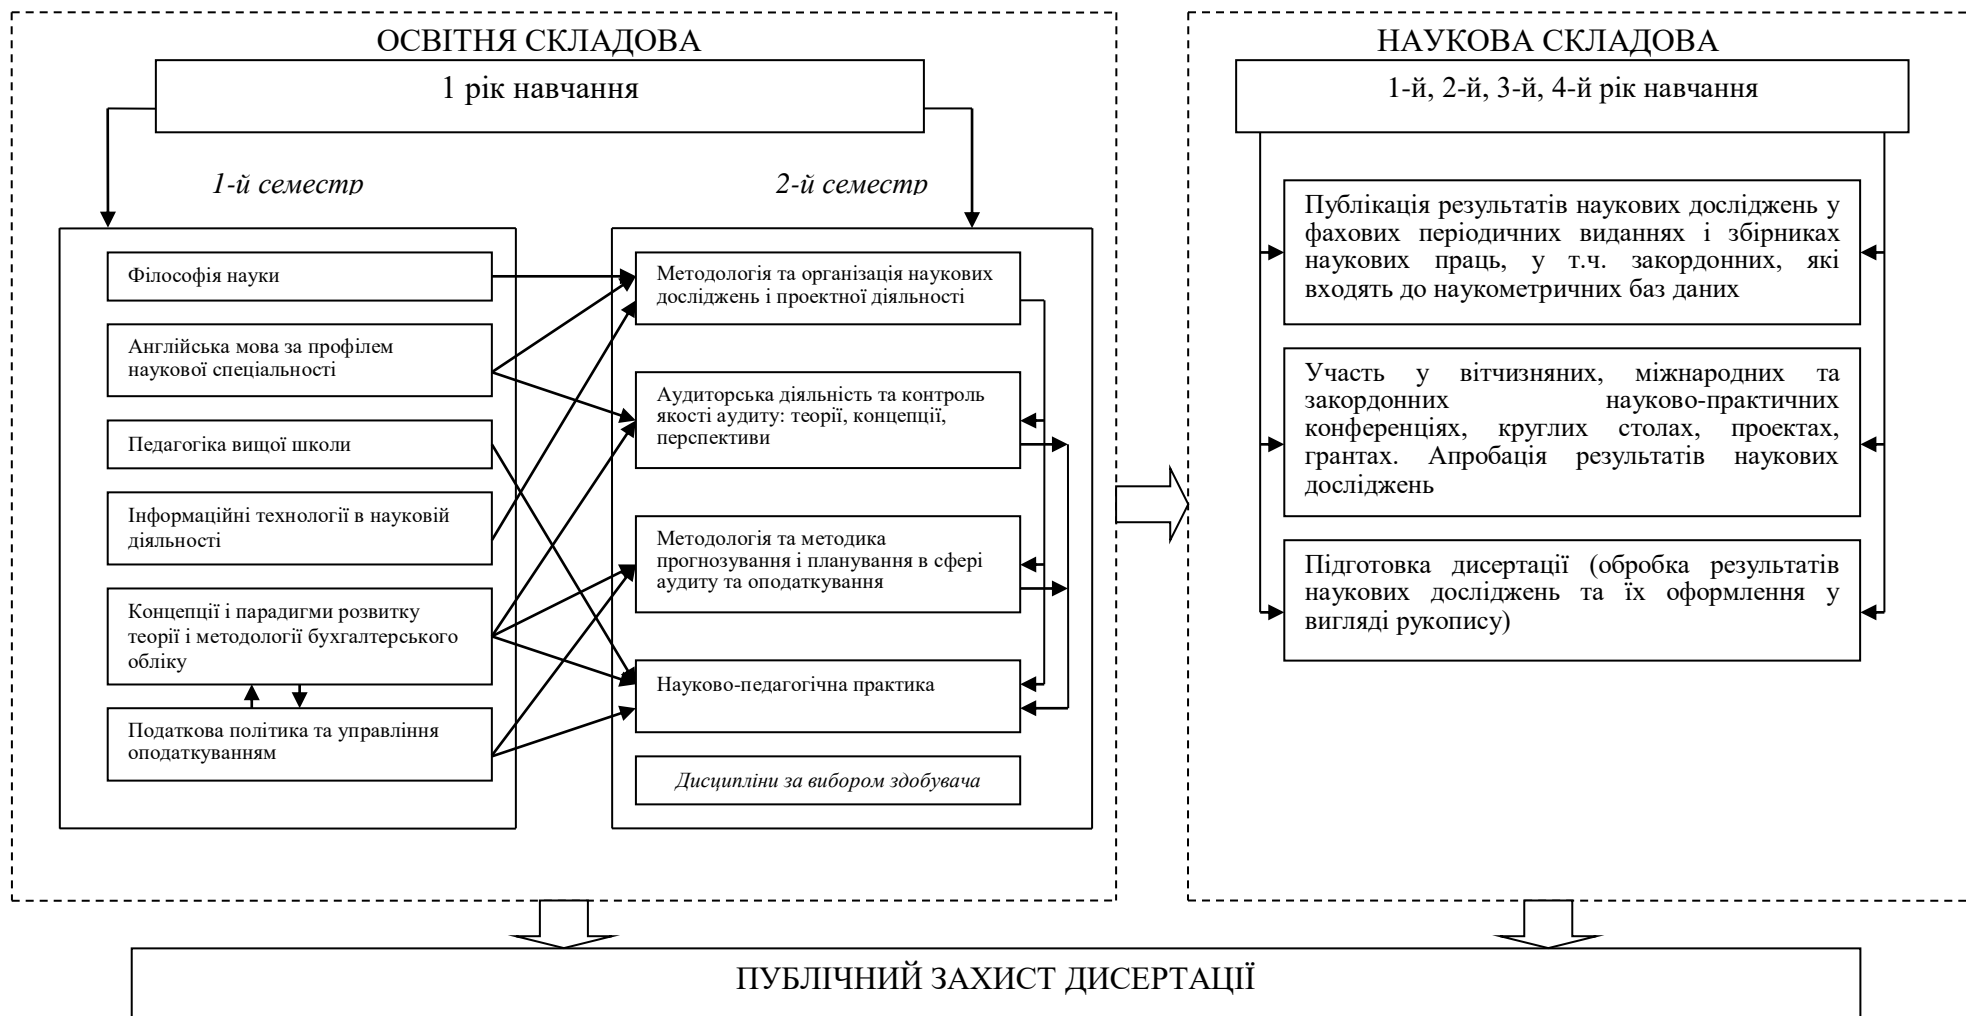 ОСВІТНЯ СКЛАДОВА
1 рік навчання
1-й семестр
2-й семестр
Філософія науки
Англійська мова за профілем
наукової спеціальності
Педагогіка вищої школи
Інформаційні технології в науковій
діяльності
Концепції і парадигми розвитку
теорії і методології бухгалтерського
обліку
Податкова політика та управління
оподаткуванням
Методологія та організація наукових
досліджень і проектної діяльності
Аудиторська діяльність та контроль
якості аудиту: теорії, концепції,
перспективи
Методологія та методика
прогнозування і планування в сфері
аудиту та оподаткування
Науково-педагогічна практика
Дисципліни за вибором здобувача
НАУКОВА СКЛАДОВА
1-й, 2-й, 3-й, 4-й рік навчання
Публікація результатів наукових досліджень у
фахових періодичних виданнях і збірниках
наукових праць, у т.ч. закордонних, які
входять до наукометричних баз даних
Участь у вітчизняних, міжнародних та
закордонних науково-практичних
конференціях, круглих столах, проектах,
грантах. Апробація результатів наукових
досліджень
Підготовка дисертації (обробка результатів
наукових досліджень та їх оформлення у
вигляді рукопису)
ПУБЛІЧНИЙ ЗАХИСТ ДИСЕРТАЦІЇ